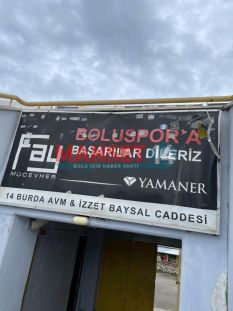 BOLUSPOR'A
BAŞARILAR DİLERİZ
BOLU İÇİN HABER VAKTİ
fay
MÜCEVHER
YAMANER
14 BURDA AVM & İZZET BAYSAL CADDESİ